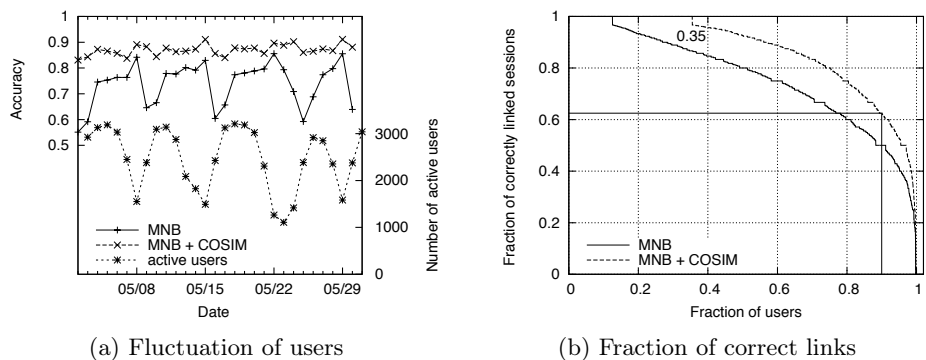 1
0.9
0.8
0.7
0.6
0.5
Accuracy
3000
2000
1000
0
Number of active users
MNB
MNB + COSIM
active users
05/08 05/15 05/22 05/29
Date
(a) Fluctuation of users
1
0.8
0.6
0.4
0.2
0
Fraction of correctly linked sessions
0.35
MNB
MNB + COSIM
0 0.2 0.4 0.6 0.8 1
Fraction of users
(b) Fraction of correct links